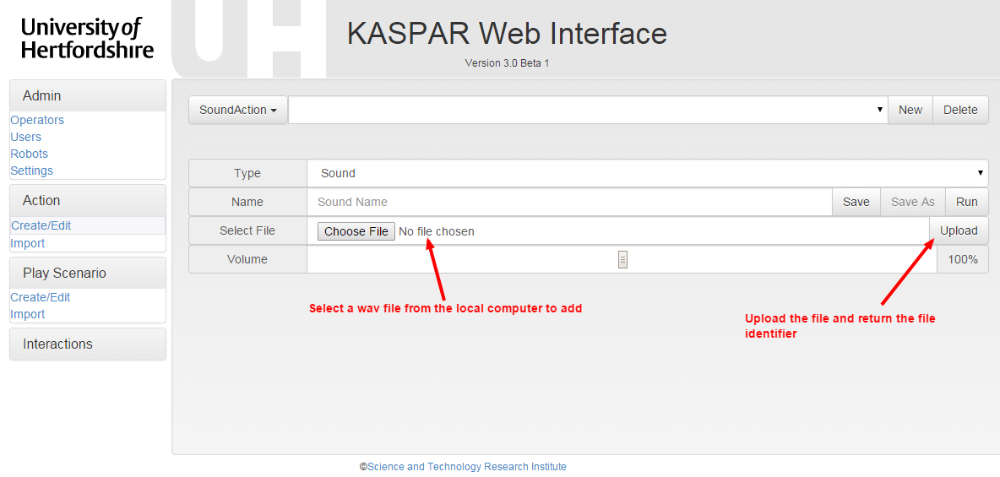 University of
Hertfordshire
UH
KASPAR Web Interface
Version 3.0 Beta 1
Admin
Operators
Users
Robots
Settings
Action
Create/Edit
Import
Play Scenario
Create/Edit
Import
Interactions
SoundAction New Delete
Type Sound
Name Sound Name Save Save As Run
Select File Choose File No file chosen Upload
Volume 100%
Select a wav file from the local computer to add
Upload the file and return the file
identifier
©Science and Technology Research Institute